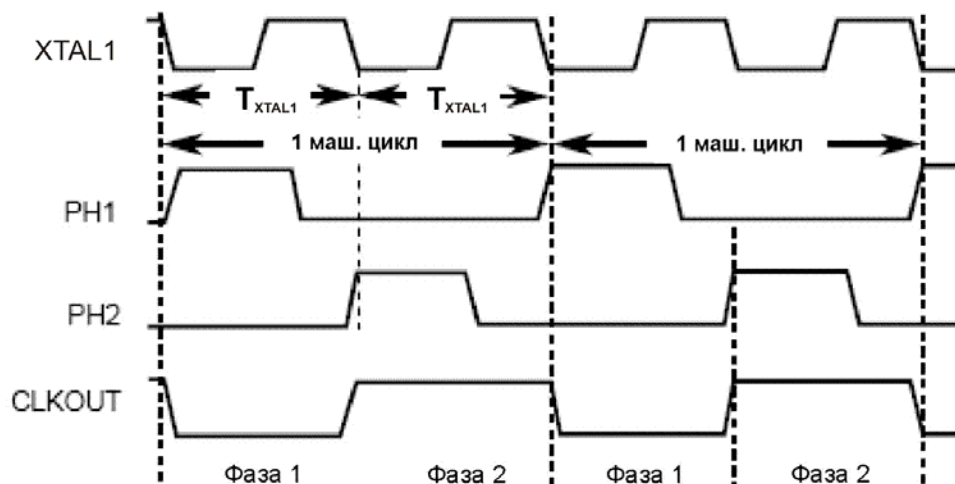 XTAL1
TXTAL1 TXTAL1
1 маш. цикл 1 маш. цикл
PH1
PH2
CLKOUT
Фаза 1 Фаза 2 Фаза 1 Фаза 2